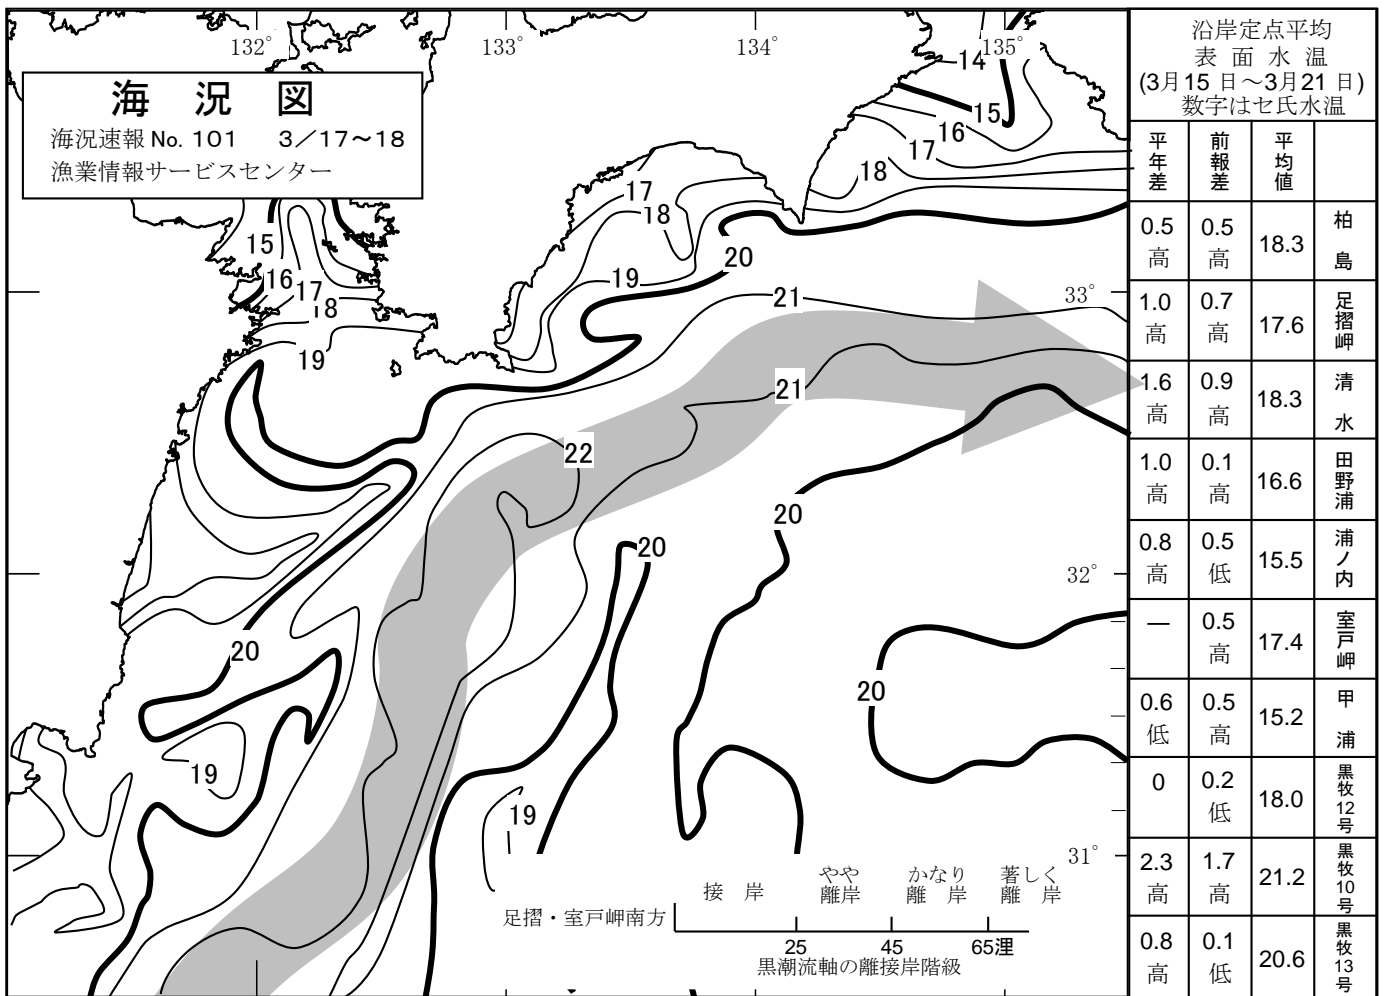 海 況 図
海況速報 No. 101 3／17～18
漁業情報サービスセンター
132°
133°
134°
135°
14
15
16
17
18
17
18
19
20
15
16
17
18
19
21
33°
21
22
20
20
32°
20
20
19
19
31°
接 岸
やや
離岸
かなり
離 岸
著しく
離 岸
足摺・室戸岬南方
25 45 65浬
黒潮流軸の離接岸階級
沿岸定点平均
表 面 水 温
(3月15日～3月21日)
数字はセ氏水温
平年差 前報差 平均値
0.5高 0.5高 18.3 柏島
1.0高 0.7高 17.6 足摺岬
1.6高 0.9高 18.3 清水
1.0高 0.1高 16.6 田野浦
0.8高 0.5低 15.5 浦ノ内
― 0.5高 17.4 室戸岬
0.6低 0.5高 15.2 甲浦
0 0.2低 18.0 黒牧12号
2.3高 1.7高 21.2 黒牧10号
0.8高 0.1低 20.6 黒牧13号